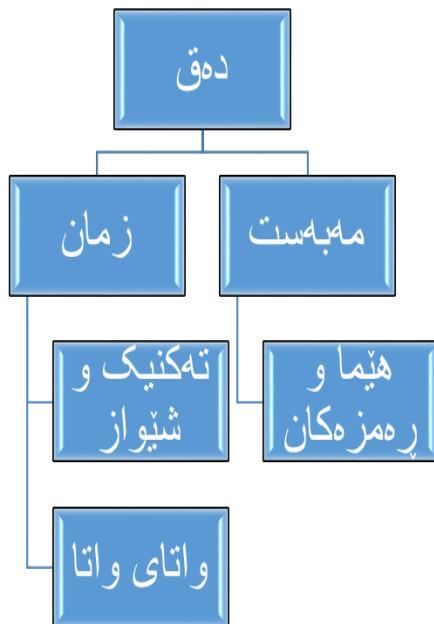 دەق
مەبەست
زمان
هێما و
ڕەمزەکان
تەکنیک و
شێواز
واتای واتا